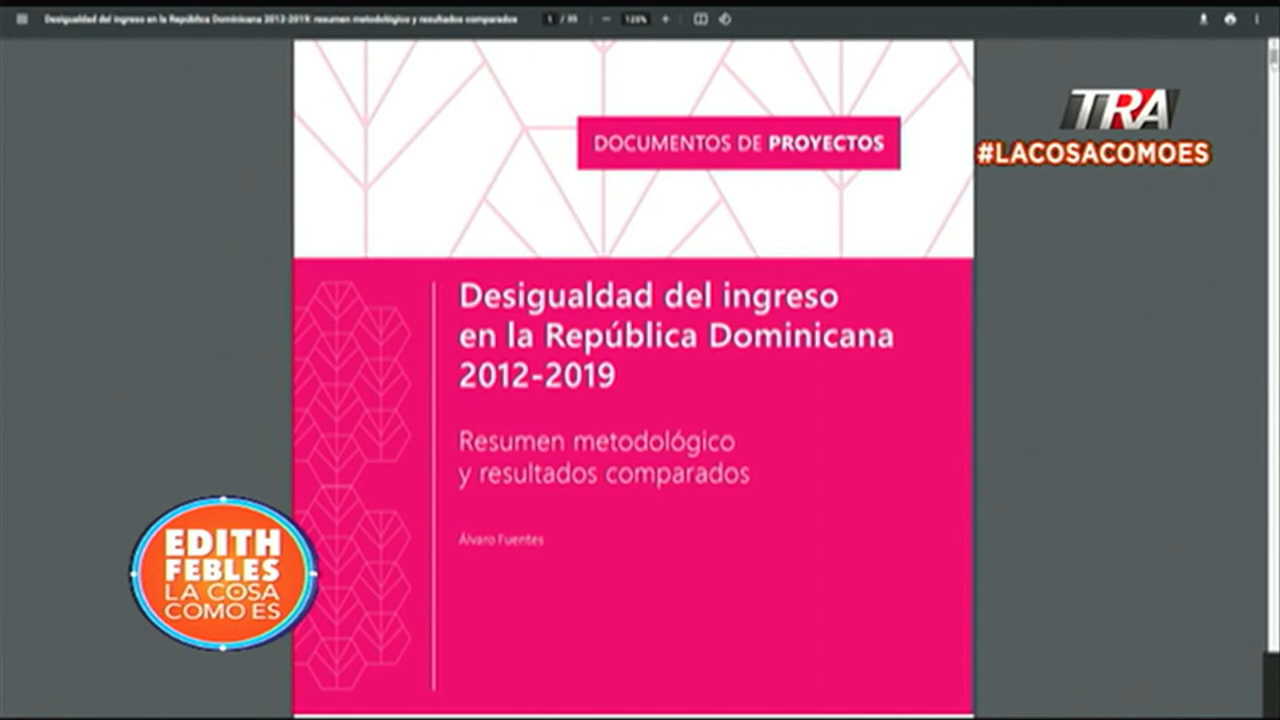 Desigualdad del ingreso en la República Dominicana 2012-2019: resumen metodológico y resultados comparados
1 /
TRA
#LACOSACOMOES
DOCUMENTOS DE PROYECTOS
Desigualdad del ingreso
en la República Dominicana
2012-2019
Resumen metodológico
y resultados comparados
Álvaro Fuentes
EDITH
FEBLES
LA COSA
COMO ES